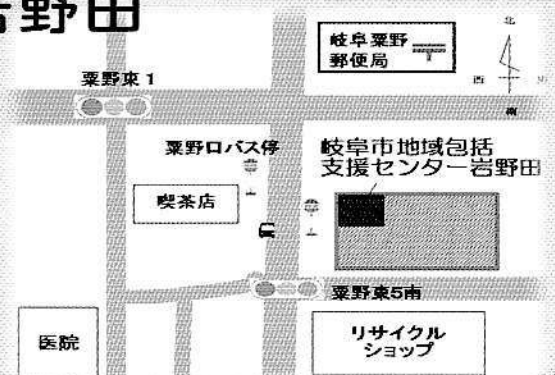 岩野田
岐阜粟野
郵便局
北
西
南
粟野東1
粟野口バス停
岐阜市地域包括
支援センター岩野田
喫茶店
粟野東5南
医院
リサイクル
ショップ